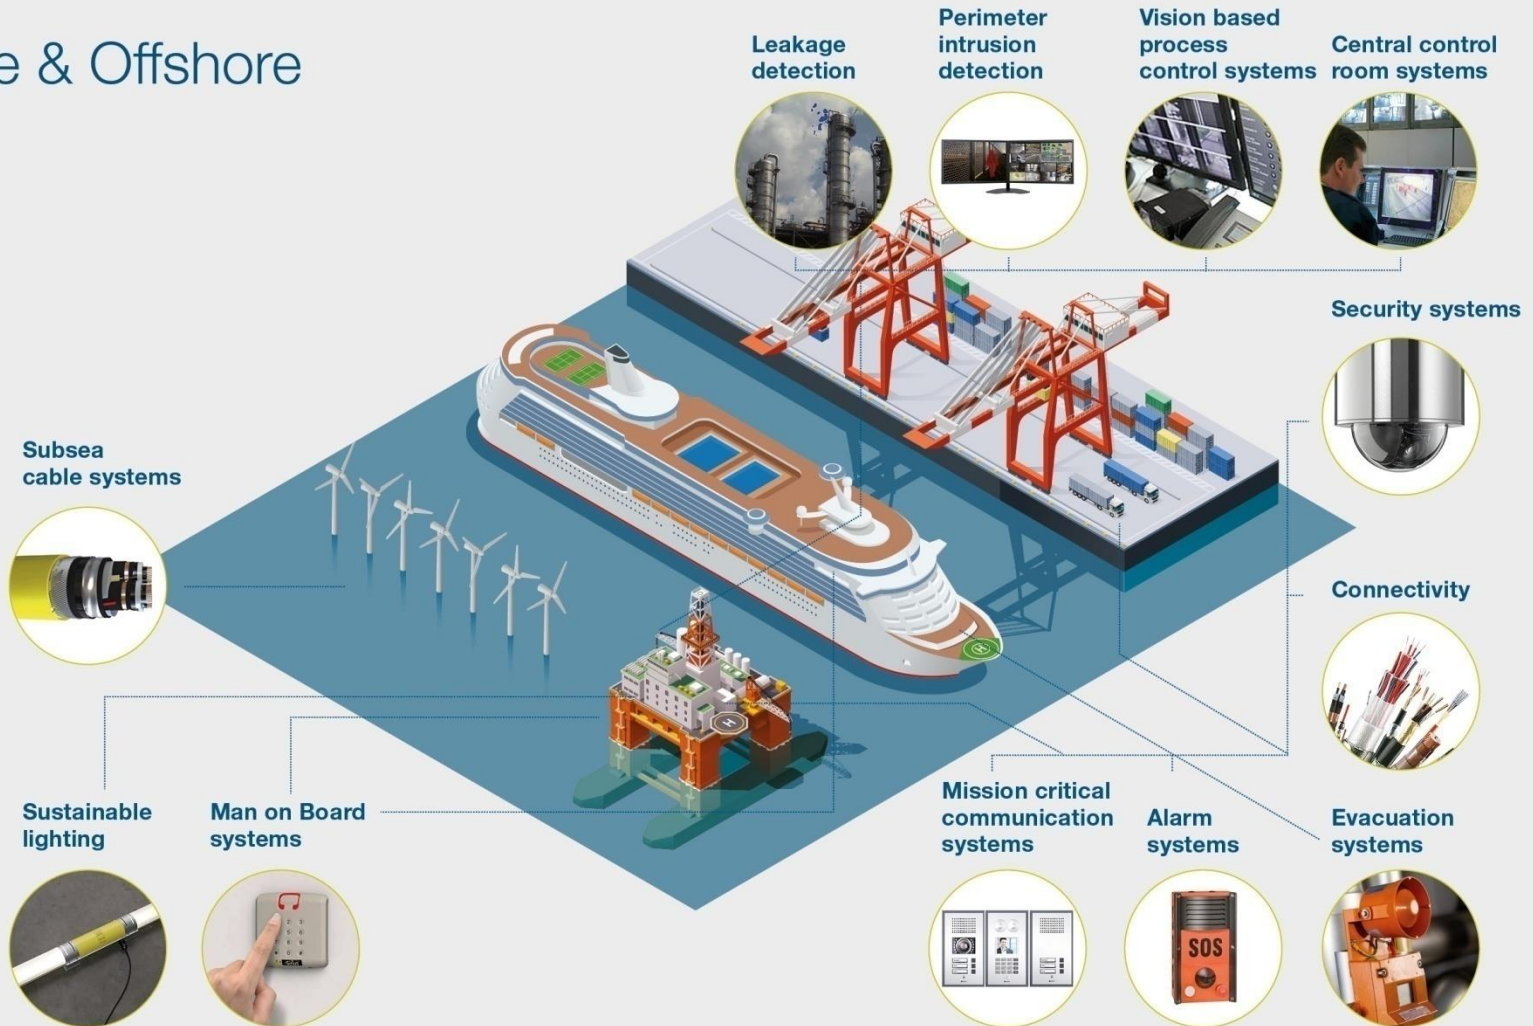 e & Offshore
Leakage
detection
Perimeter
intrusion
detection
Vision based
process
control systems
Central control
room systems
Security systems
Subsea
cable systems
Connectivity
Sustainable
lighting
Man on Board
systems
Mission critical
communication
systems
Alarm
systems
Evacuation
systems
H
H
SOS